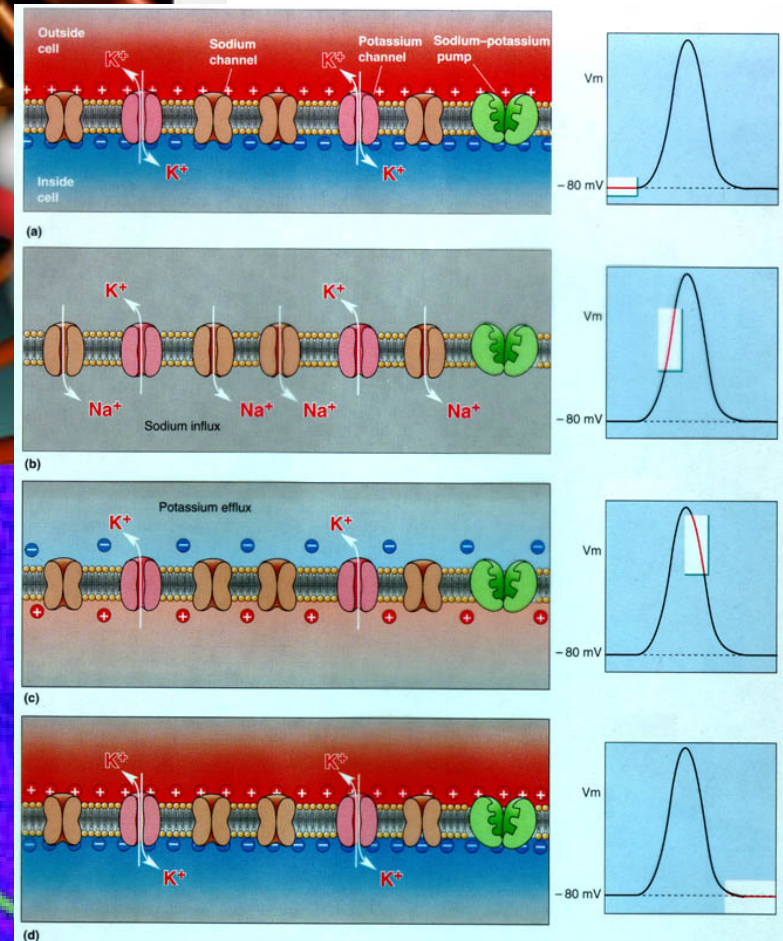 Outside
cell
Sodium
channel
Potassium
channel
Sodium–potassium
pump
K+
K+
K+
K+
Inside
cell
(a)
Vm
– 80 mV
K+
K+
Na+
Na+
Na+
Na+
Sodium influx
(b)
Vm
– 80 mV
Potassium efflux
K+
K+
(c)
Vm
– 80 mV
K+
K+
K+
K+
(d)
Vm
– 80 mV